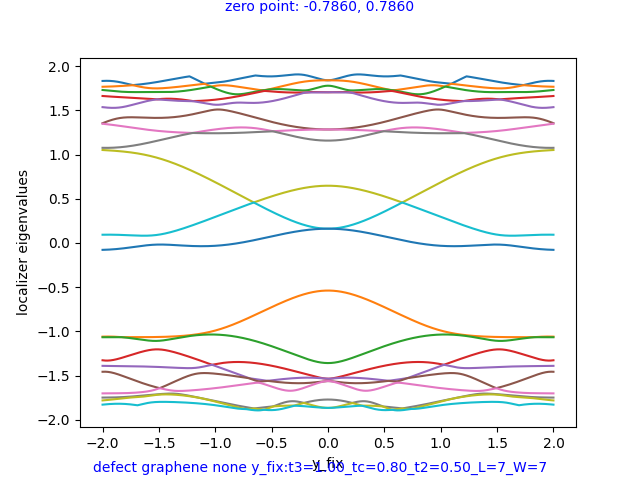 zero point: -0.7860, 0.7860
2.0
1.5
1.0
0.5
0.0
−0.5
−1.0
−1.5
−2.0
localizer eigenvalues
−2.0 −1.5 −1.0 −0.5 0.0 0.5 1.0 1.5 2.0
y_fix
defect graphene none y_fix:t3=1.00_tc=0.80_t2=0.50_L=7_W=7